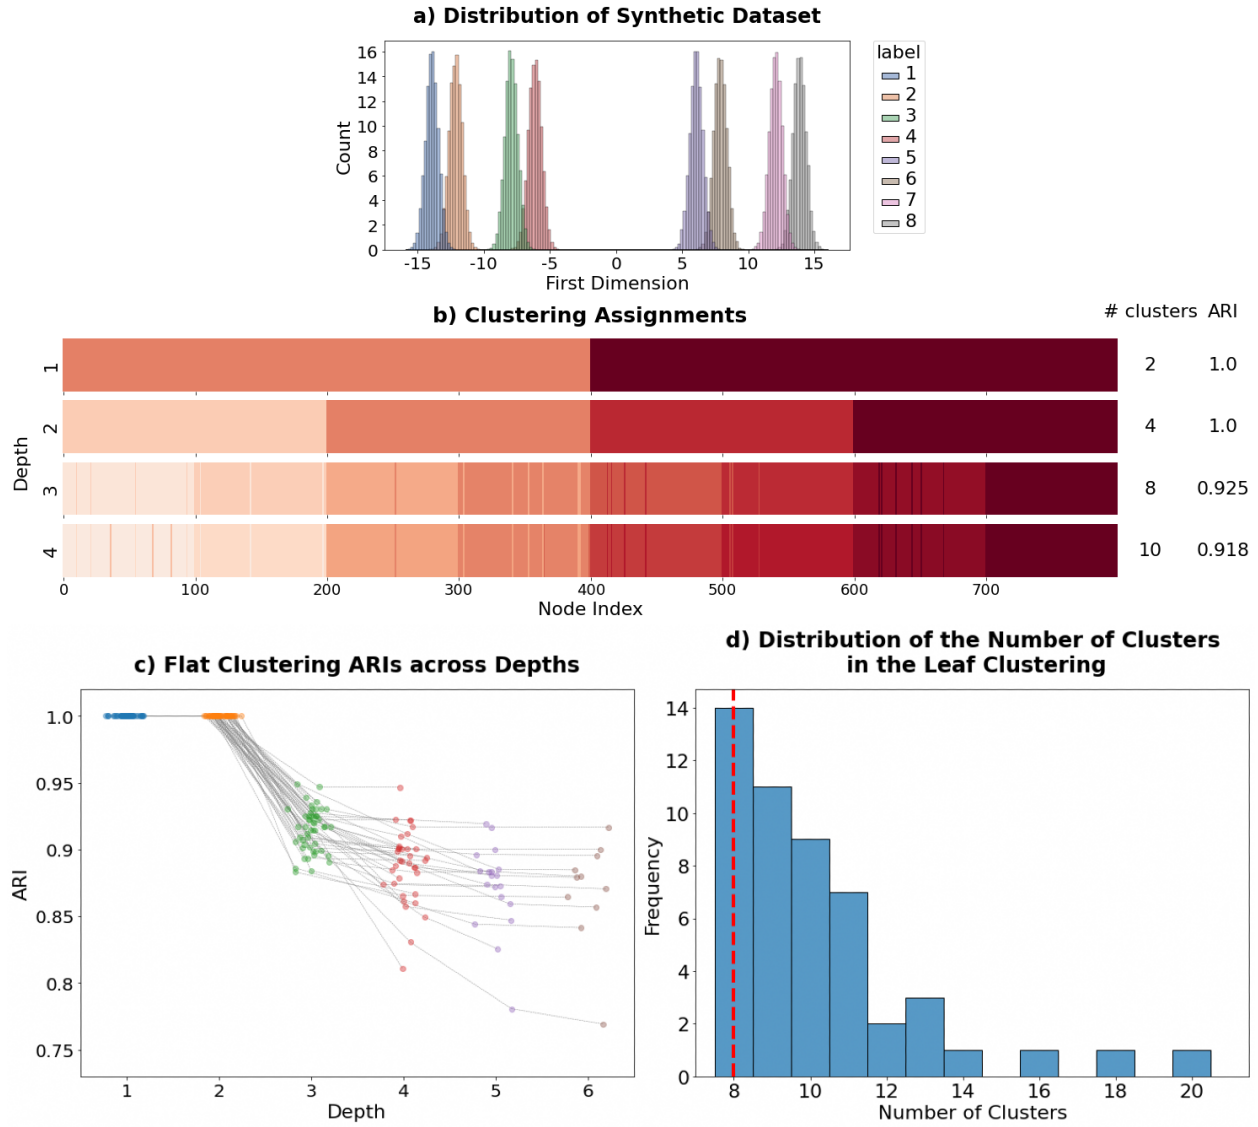 a) Distribution of Synthetic Dataset
Count
16
14
12
10
8
6
4
2
0
-15 -10 -5 0 5 10 15
First Dimension
label
1
2
3
4
5
6
7
8
b) Clustering Assignments
# clusters ARI
Depth
1 2 1.0
2 4 1.0
3 8 0.925
4 10 0.918
0 100 200 300 400 500 600 700
Node Index
c) Flat Clustering ARIs across Depths
ARI
1.0
0.95
0.9
0.85
0.8
0.75
1 2 3 4 5 6
Depth
d) Distribution of the Number of Clusters
in the Leaf Clustering
Frequency
14
12
10
8
6
4
2
0
8 10 12 14 16 18 20
Number of Clusters